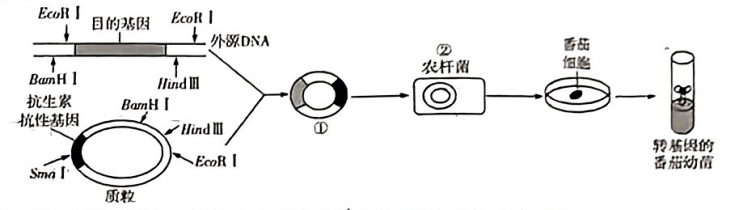 EcoR I
目的基因
EcoR I
外源DNA
BamH I
Hind III
抗生素
抗性基因
BamH I
Hind III
EcoR I
Sma I
质粒
①
②
农杆菌
番茄
细胞
转基因的
番茄幼苗